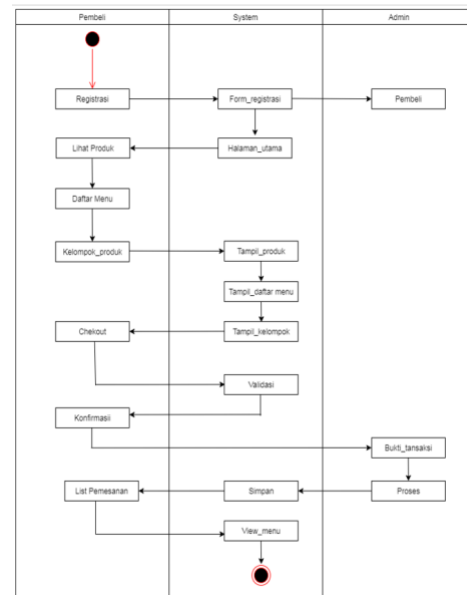 Pembeli System Admin
Registrasi Form_registrasi Pembeli
Lihat Produk Halaman_utama
Daftar Menu
Kelompok_produk Tampil_produk
Tampil_daftar menu
Chekout Tampil_kelompok
Validasi
Konfirmasii
Bukti_tansaksi
List Pemesanan Simpan Proses
View_menu